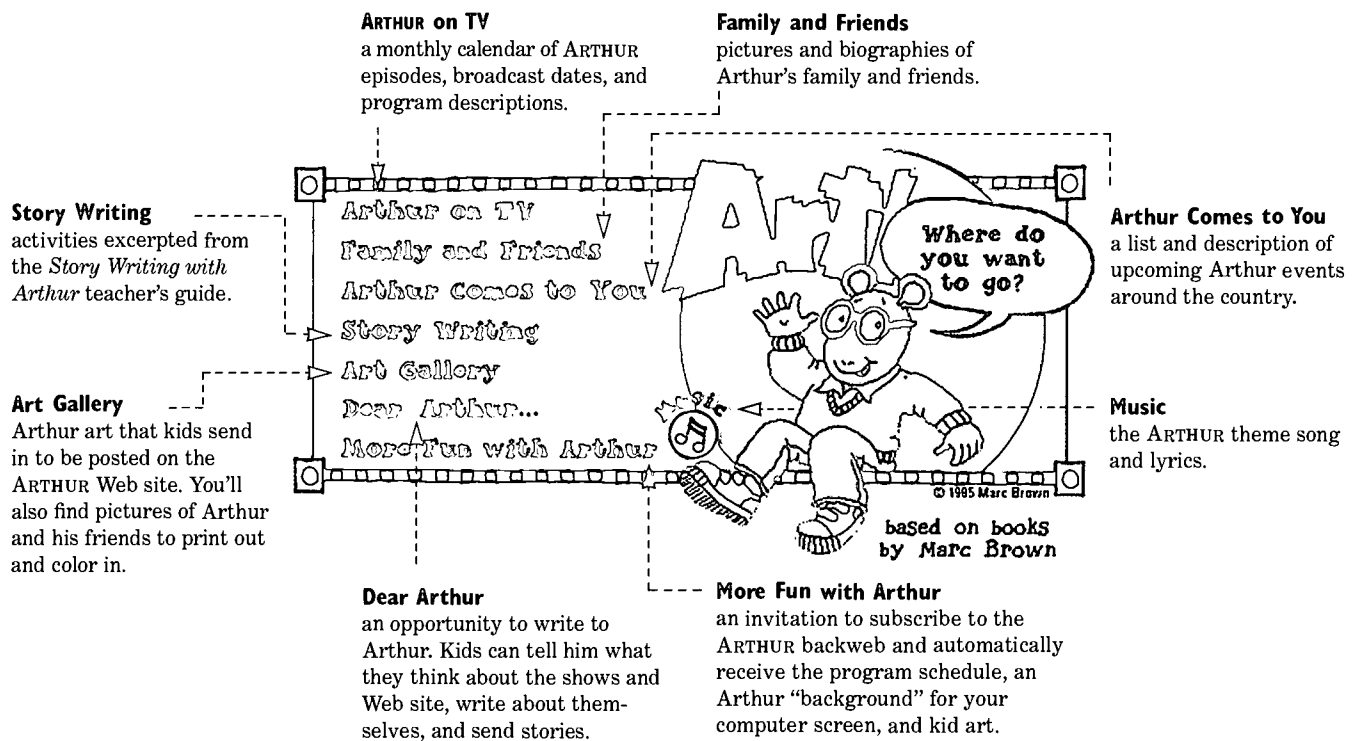 ARTHUR on TV
a monthly calendar of ARTHUR
episodes, broadcast dates, and
program descriptions.
Family and Friends
pictures and biographies of
Arthur's family and friends.
Story Writing
activities excerpted from
the Story Writing with
Arthur teacher's guide.
Art Gallery
Arthur art that kids send
in to be posted on the
ARTHUR Web site. You'll
also find pictures of Arthur
and his friends to print out
and color in.
Arthur on TV
Family and Friends
Arthur Comes to You
Story Writing
Art Gallery
Dear Arthur...
More Fun with Arthur
Arthur
Where do
you want
to go?
Music
© 1995 Marc Brown
based on books
by Marc Brown
Arthur Comes to You
a list and description of
upcoming Arthur events
around the country.
Music
the ARTHUR theme song
and lyrics.
Dear Arthur
an opportunity to write to
Arthur. Kids can tell him what
they think about the shows and
Web site, write about them-
selves, and send stories.
More Fun with Arthur
an invitation to subscribe to the
ARTHUR backweb and automatically
receive the program schedule, an
Arthur "background" for your
computer screen, and kid art.